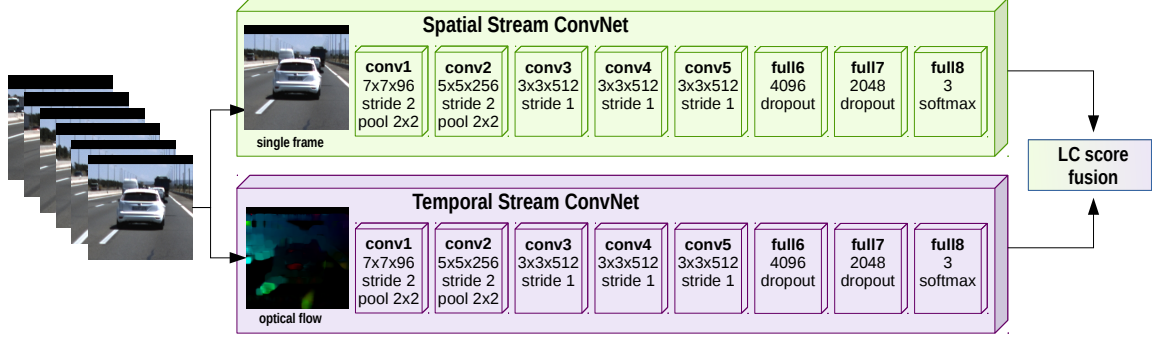 Spatial Stream ConvNet
conv1
7x7x96
stride 2
pool 2x2
conv2
5x5x256
stride 2
pool 2x2
conv3
3x3x512
stride 1
conv4
3x3x512
stride 1
conv5
3x3x512
stride 1
full6
4096
dropout
full7
2048
dropout
full8
3
softmax
single frame
Temporal Stream ConvNet
conv1
7x7x96
stride 2
pool 2x2
conv2
5x5x256
stride 2
pool 2x2
conv3
3x3x512
stride 1
conv4
3x3x512
stride 1
conv5
3x3x512
stride 1
full6
4096
dropout
full7
2048
dropout
full8
3
softmax
optical flow
LC score
fusion